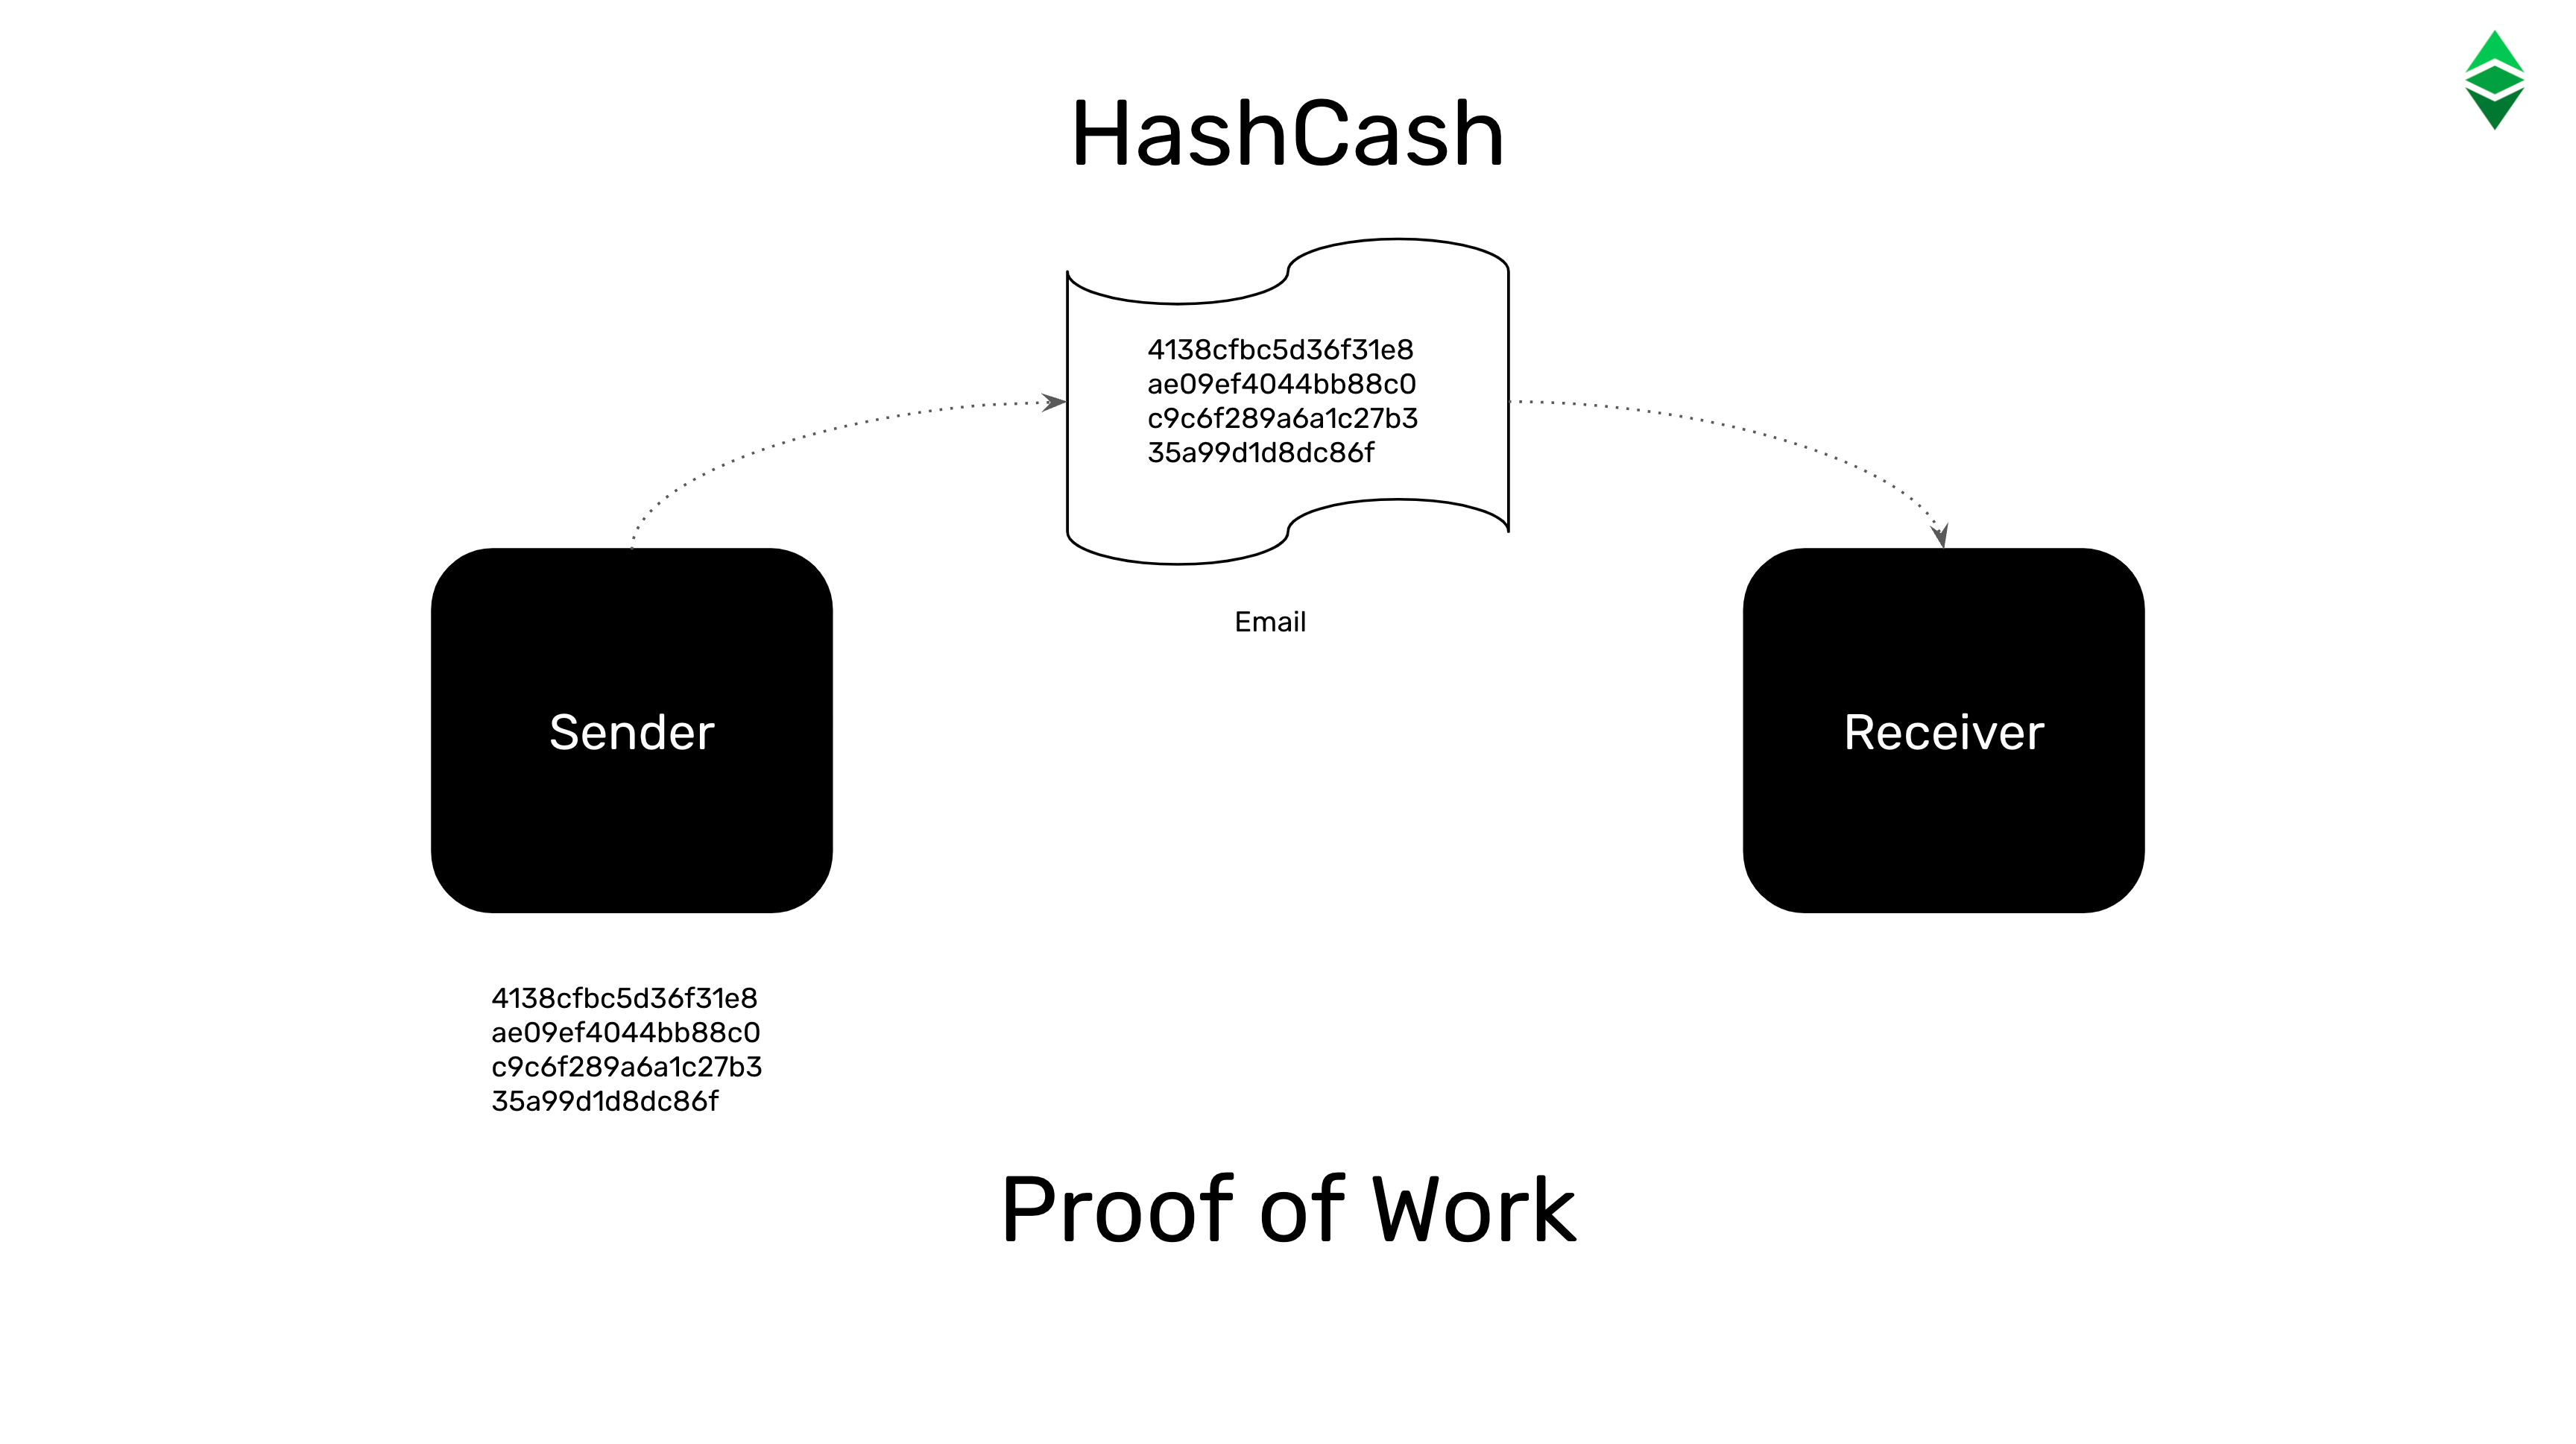 HashCash
4138cfbc5d36f31e8
ae09ef4044bb88c0
c9c6f289a6a1c27b3
35a99d1d8dc86f
Email
Sender
Receiver
4138cfbc5d36f31e8
ae09ef4044bb88c0
c9c6f289a6a1c27b3
35a99d1d8dc86f
Proof of Work